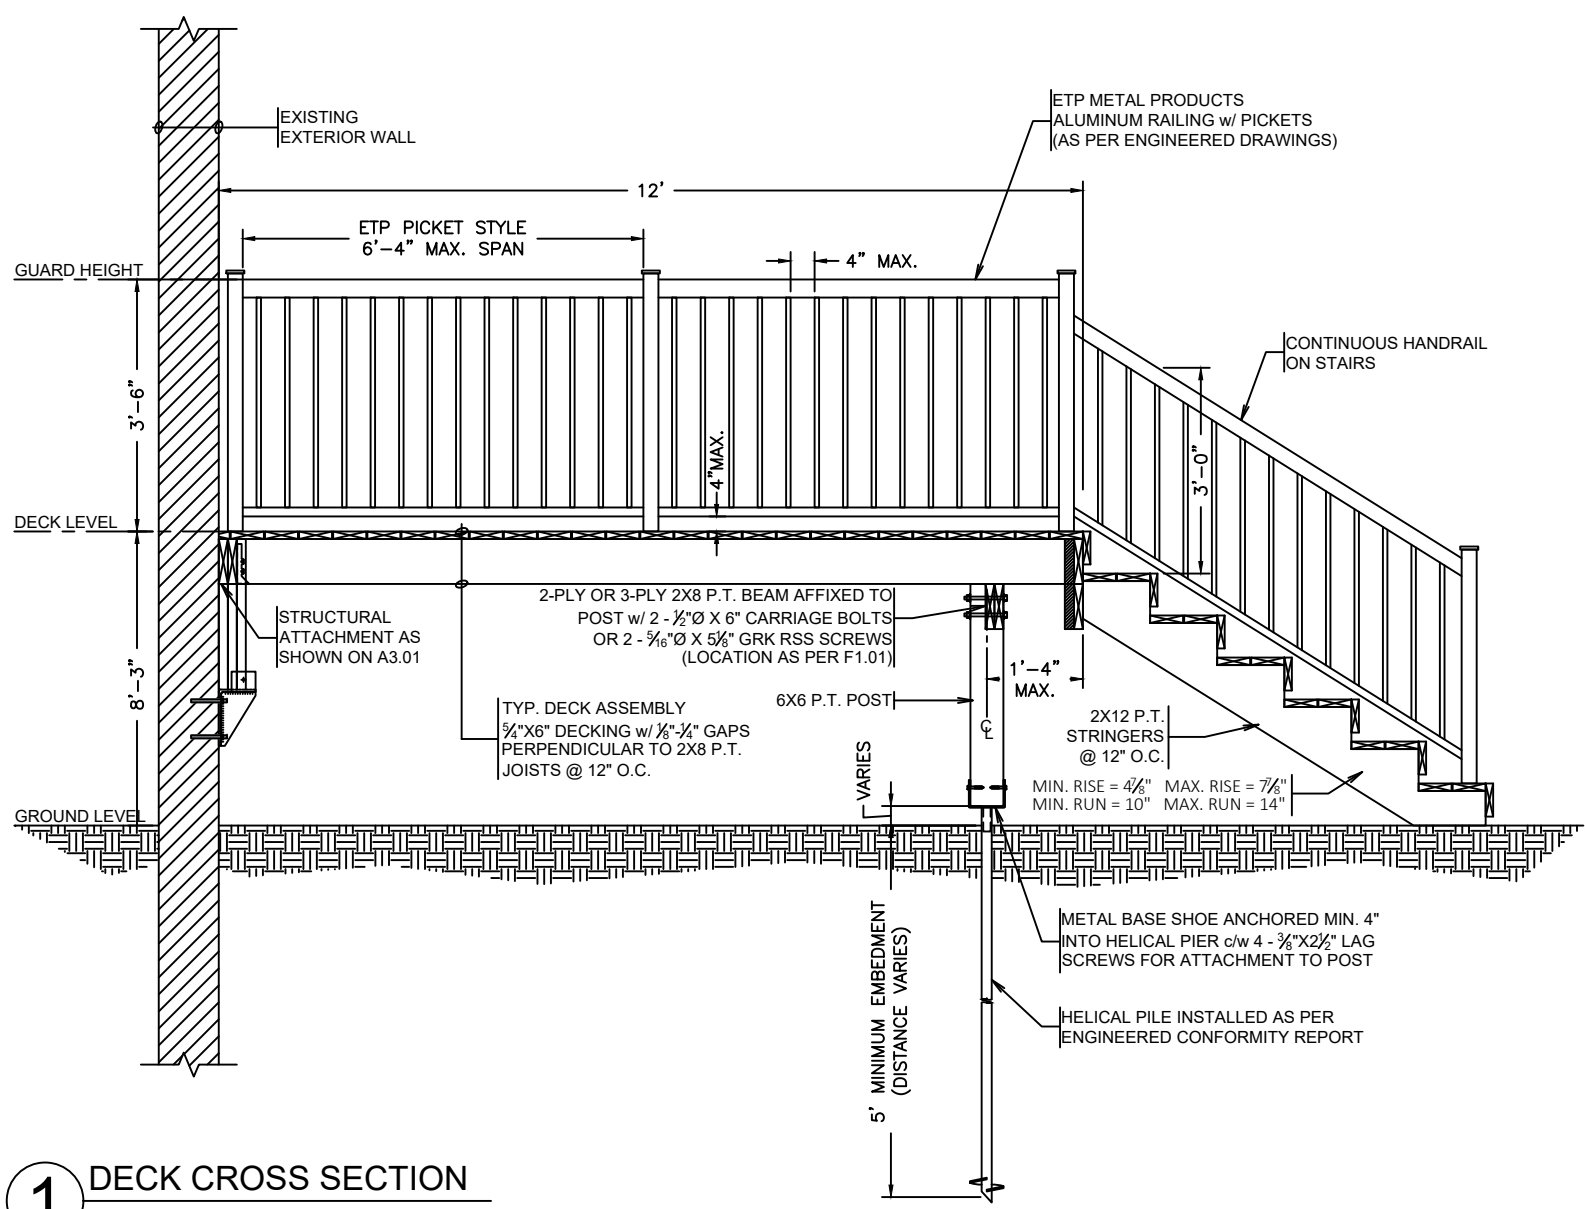 EXISTING
EXTERIOR WALL
ETP METAL PRODUCTS
ALUMINUM RAILING w/ PICKETS
(AS PER ENGINEERED DRAWINGS)
12'
ETP PICKET STYLE
6'-4" MAX. SPAN
4" MAX.
GUARD HEIGHT
CONTINUOUS HANDRAIL
ON STAIRS
3'-6"
4"MAX.
3'-0"
DECK LEVEL
8'-3"
STRUCTURAL
ATTACHMENT AS
SHOWN ON A3.01
2-PLY OR 3-PLY 2X8 P.T. BEAM AFFIXED TO
POST w/ 2 - ½"Ø X 6" CARRIAGE BOLTS
OR 2 - 5⁄16"Ø X 5⅛" GRK RSS SCREWS
(LOCATION AS PER F1.01)
1'-4"
MAX.
6X6 P.T. POST
℄
TYP. DECK ASSEMBLY
5⁄4"X6" DECKING w/ ⅛"-¼" GAPS
PERPENDICULAR TO 2X8 P.T.
JOISTS @ 12" O.C.
2X12 P.T.
STRINGERS
@ 12" O.C.
MIN. RISE = 4⅞" MAX. RISE = 7⅞"
MIN. RUN = 10" MAX. RUN = 14"
VARIES
GROUND LEVEL
5' MINIMUM EMBEDMENT
(DISTANCE VARIES)
METAL BASE SHOE ANCHORED MIN. 4"
INTO HELICAL PIER c/w 4 - ⅜"X2½" LAG
SCREWS FOR ATTACHMENT TO POST
HELICAL PILE INSTALLED AS PER
ENGINEERED CONFORMITY REPORT
1 DECK CROSS SECTION